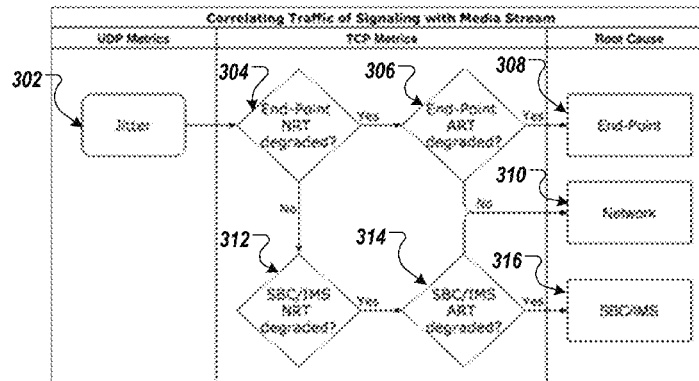 Correlating Traffic of Signaling with Media Stream
UDP Metrics
TCP Metrics
Root Cause
302
304
306
308
Jitter
End-Point
NRT
degraded?
Yes
End-Point
ART
degraded?
Yes
End-Point
310
No
No
Network
312
314
316
SBC/IMS
NRT
degraded?
Yes
SBC/IMS
ART
degraded?
Yes
SBC/IMS